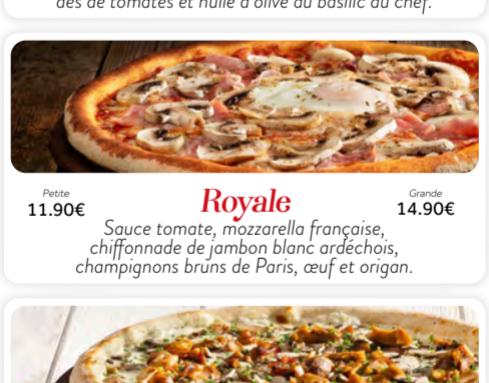 dés de tomates et huile d'olive au basilic du chef.
Petite
11.90€
Royale
Grande
14.90€
Sauce tomate, mozzarella française,
chiffonnade de jambon blanc ardéchois,
champignons bruns de Paris, œuf et origan.